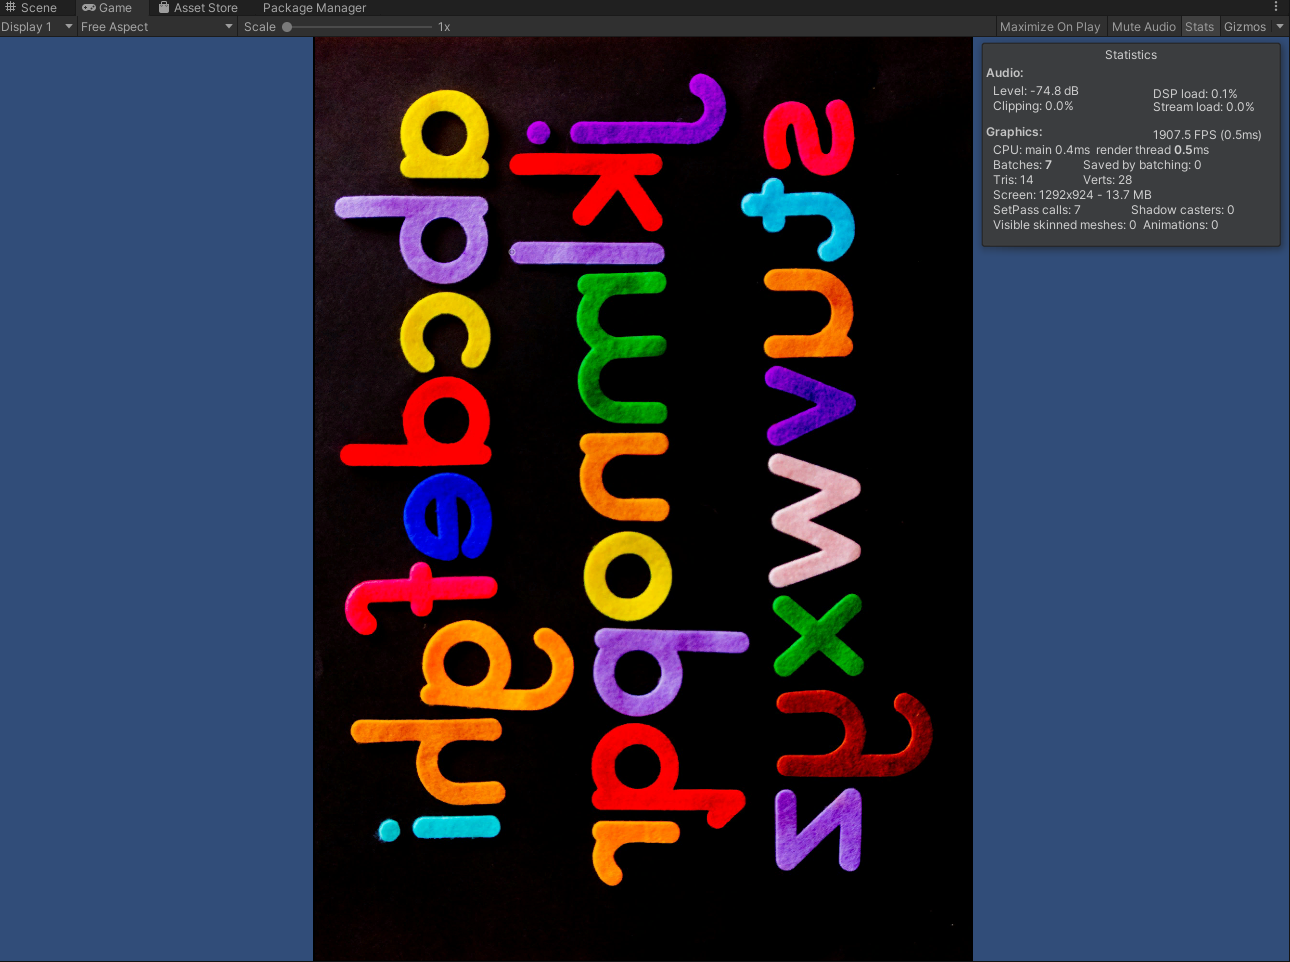 Scene Game Asset Store Package Manager
Display 1 Free Aspect Scale 1x Maximize On Play Mute Audio Stats Gizmos
abcdefghi
jklmnopqr
stuvwxyz
Statistics
Audio:
Level: -74.8 dB DSP load: 0.1%
Clipping: 0.0% Stream load: 0.0%
Graphics: 1907.5 FPS (0.5ms)
CPU: main 0.4ms render thread 0.5ms
Batches: 7 Saved by batching: 0
Tris: 14 Verts: 28
Screen: 1292x924 - 13.7 MB
SetPass calls: 7 Shadow casters: 0
Visible skinned meshes: 0 Animations: 0